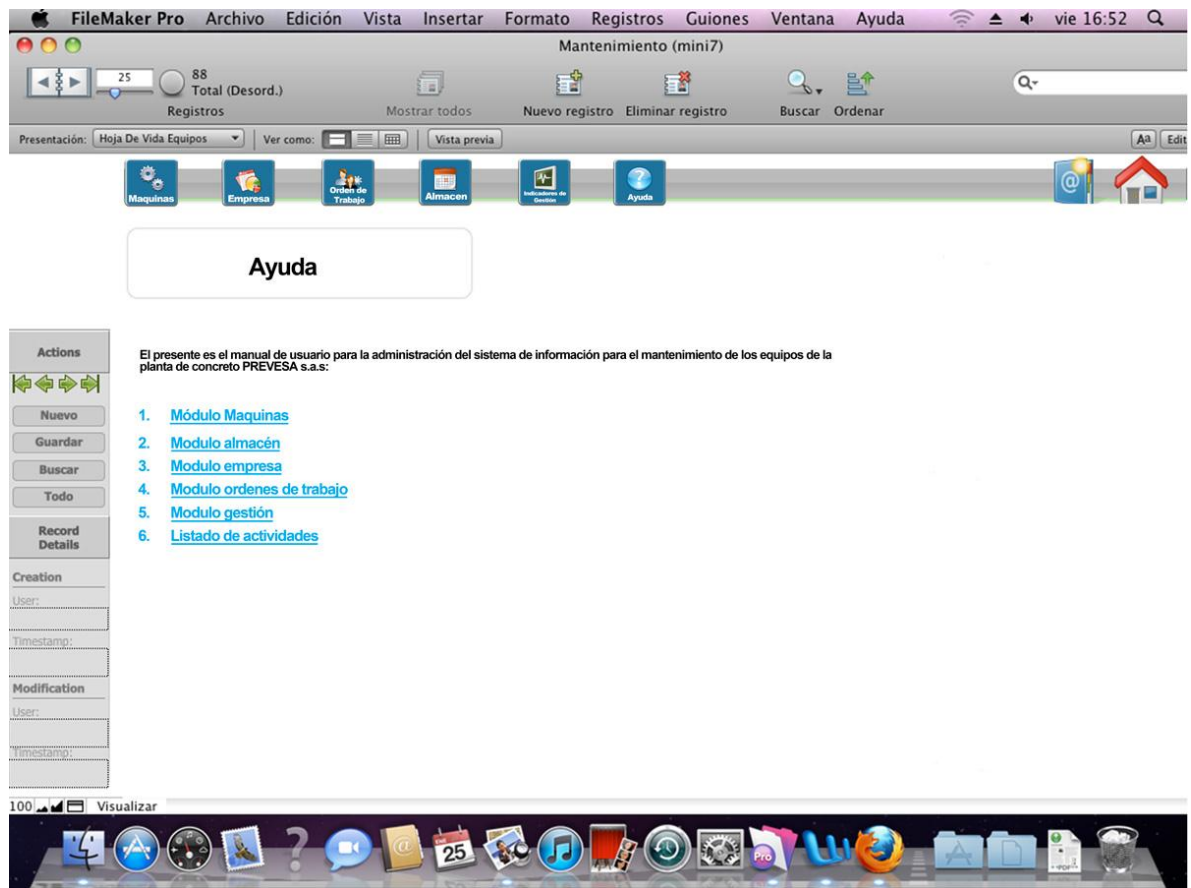 FileMaker Pro Archivo Edición Vista Insertar Formato Registros Guiones Ventana Ayuda vie 16:52
Mantenimiento (mini7)
25
88
Total (Desord.)
Registros Mostrar todos Nuevo registro Eliminar registro Buscar Ordenar
Presentación: Hoja De Vida Equipos Ver como: Vista previa Aa Edit
Maquinas Empresa Orden de Trabajo Almacen Indicadores de Gestión Ayuda
@
Ayuda
El presente es el manual de usuario para la administración del sistema de información para el mantenimiento de los equipos de la
planta de concreto PREVESA s.a.s:
1. Módulo Maquinas
2. Modulo almacén
3. Modulo empresa
4. Modulo ordenes de trabajo
5. Modulo gestión
6. Listado de actividades
Actions
Nuevo
Guardar
Buscar
Todo
Record
Details
Creation
User:
Timestamp:
Modification
User:
Timestamp:
100 Visualizar
? @ 25 Pro